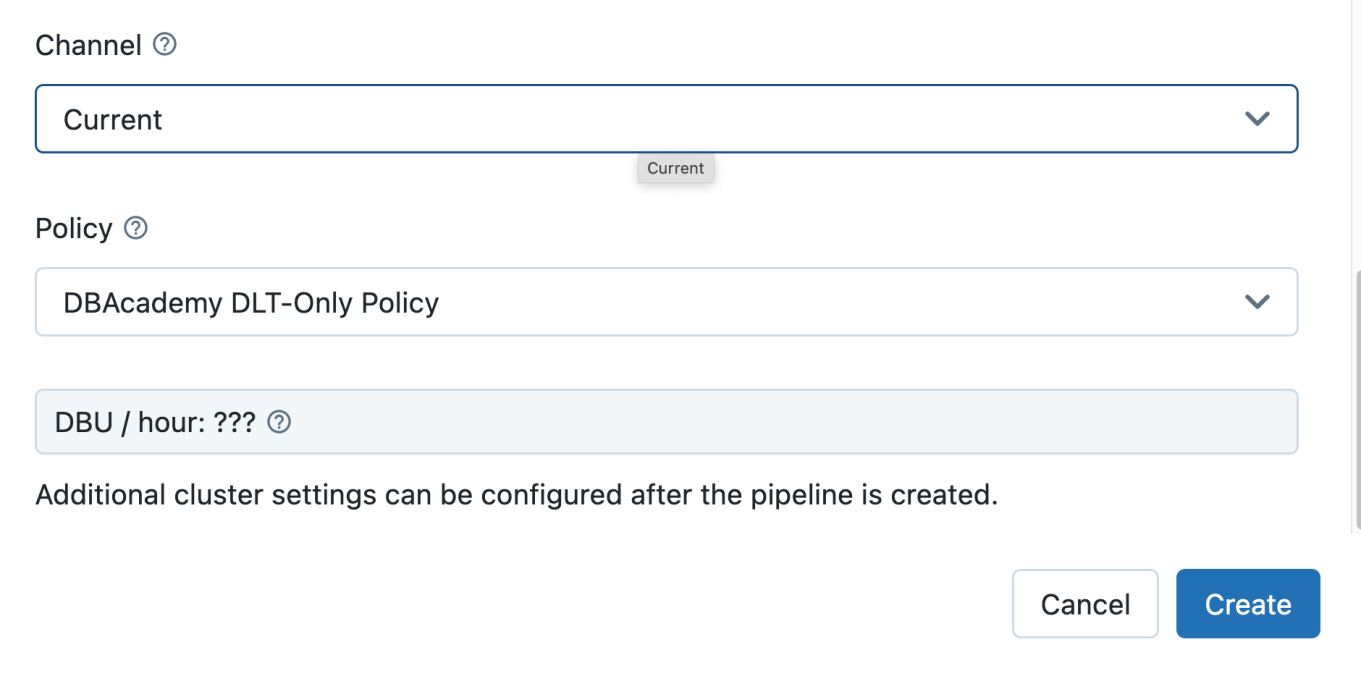 Channel
Current
Current
Policy
DBAcademy DLT-Only Policy
DBU / hour: ???
Additional cluster settings can be configured after the pipeline is created.
Cancel
Create